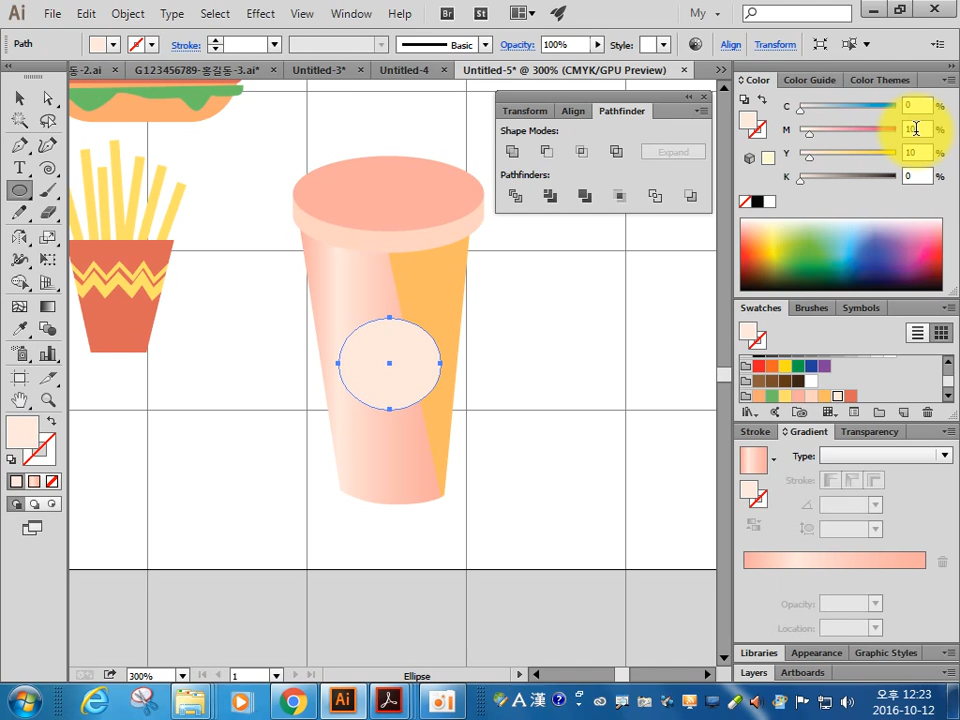 Ai File Edit Object Type Select Effect View Window Help Br St My
Path Stroke: Basic Opacity: 100% Style: Align Transform
동-2.ai × G123456789-홍길동-3.ai* × Untitled-3* × Untitled-4 × Untitled-5* @ 300% (CMYK/GPU Preview) ×
Color Color Guide Color Themes
C 0 %
M 10 %
Y 10 %
K 0 %
Transform Align Pathfinder
Shape Modes:
Expand
Pathfinders:
Swatches Brushes Symbols
Stroke Gradient Transparency
Type:
Stroke:
Opacity:
Location:
Libraries Appearance Graphic Styles
Layers Artboards
300% 1 Ellipse
Ai A 漢 오후 12:23
2016-10-12